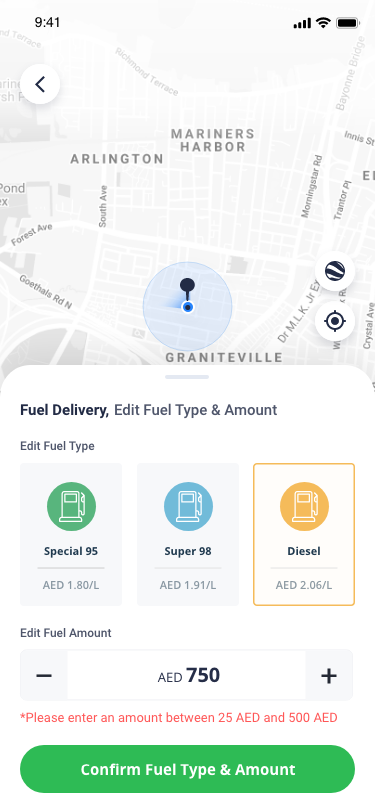 9:41
Richmond Terrace
Bayonne Bridge
MARINERS
HARBOR
Innis St
ARLINGTON
Pond
South Ave
Morningstar Rd
Trantor Pl
Forest Ave
Goethals Rd N
Dr M.L.K. Jr
Crystal Ave
GRANITEVILLE
Fuel Delivery, Edit Fuel Type & Amount
Edit Fuel Type
Special 95 Super 98 Diesel
AED 1.80/L AED 1.91/L AED 2.06/L
Edit Fuel Amount
− AED 750 +
*Please enter an amount between 25 AED and 500 AED
Confirm Fuel Type & Amount